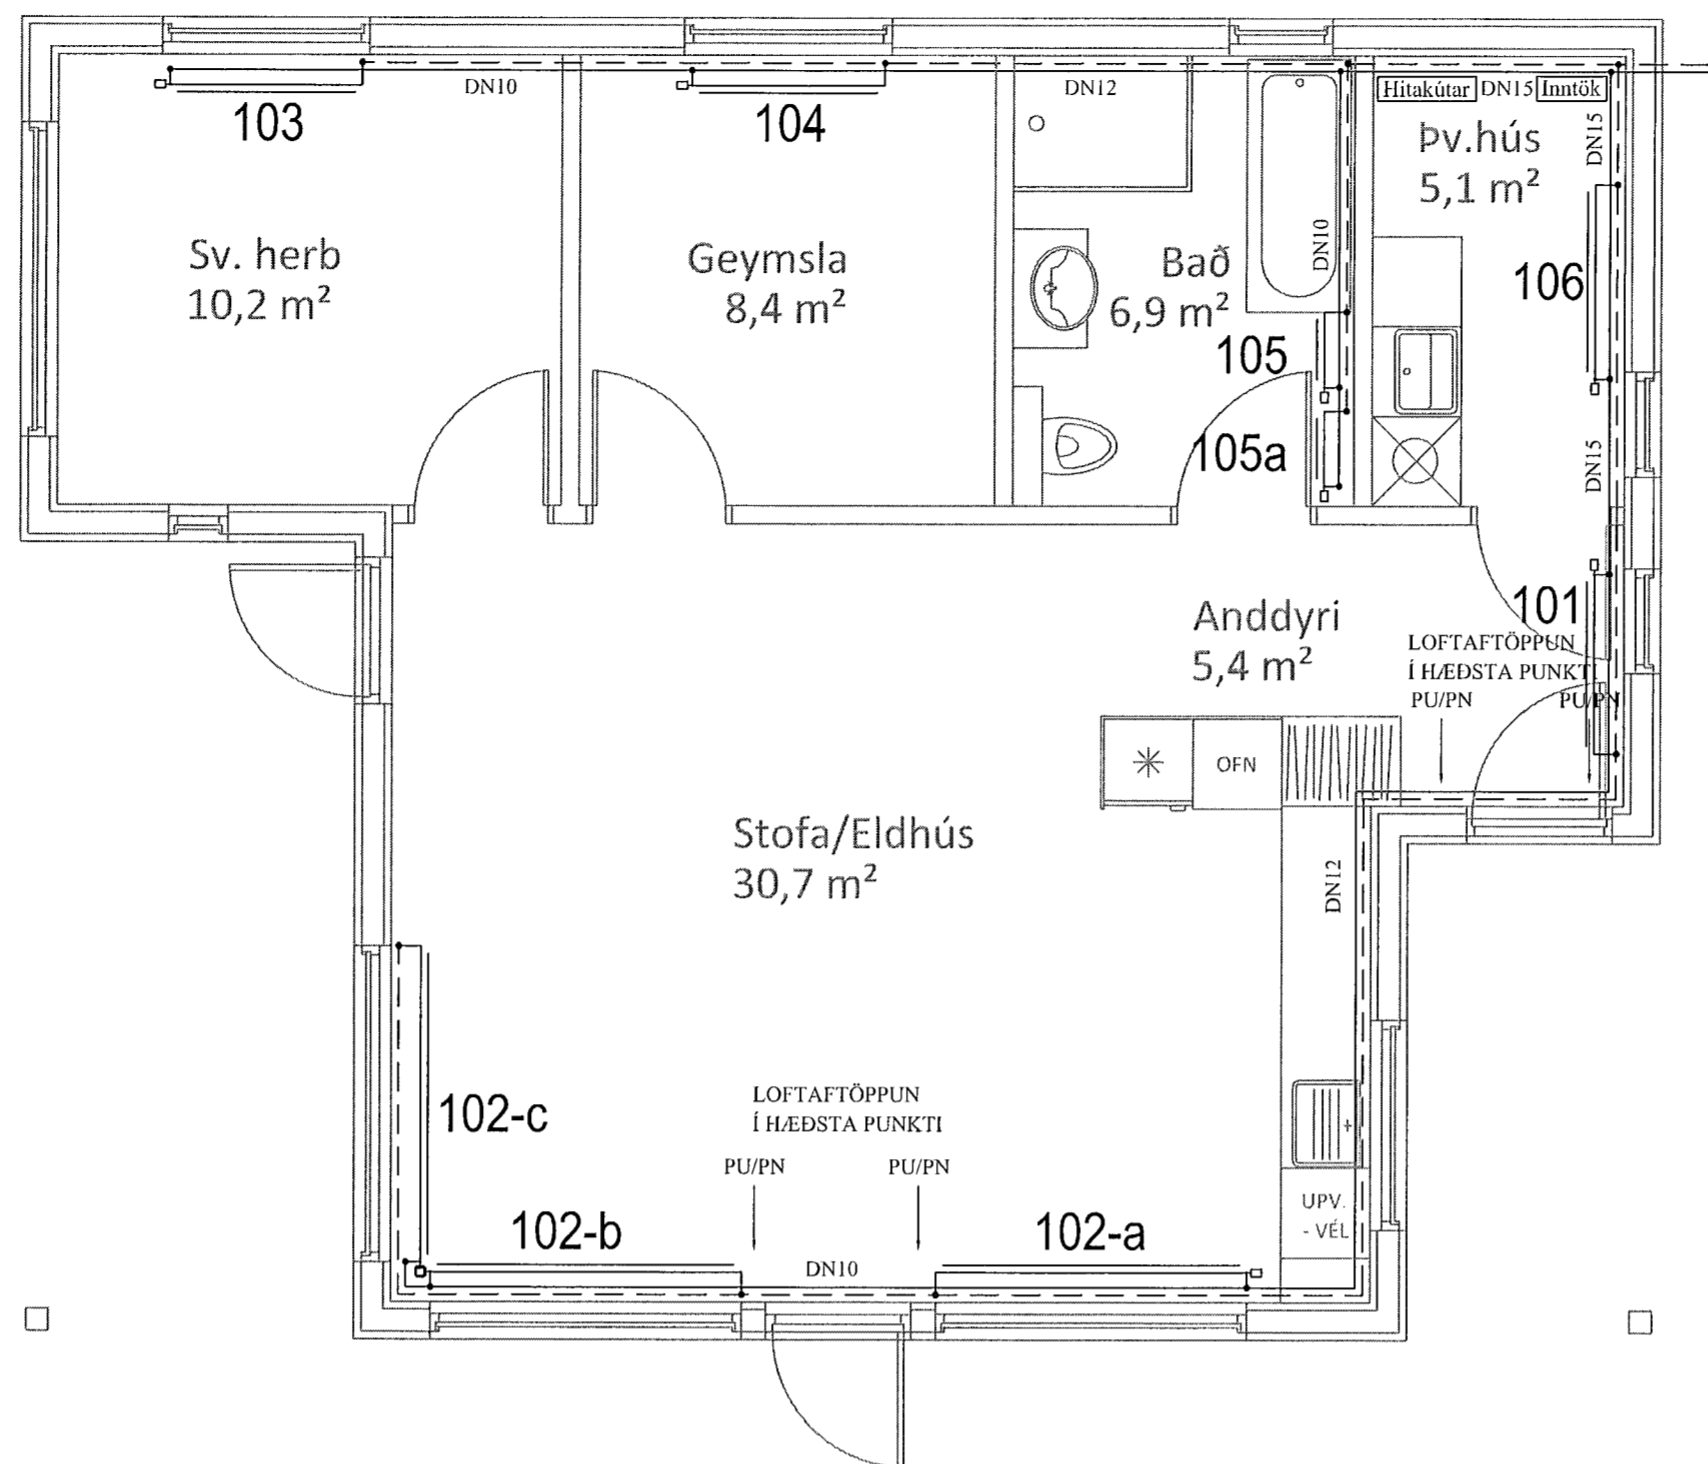 DN10
DN12
Hitakútar
DN15
Inntök
103
104
Þv.hús
5,1 m²
DN15
Sv. herb
10,2 m²
Geymsla
8,4 m²
Bað
6,9 m²
DN10
106
105
105a
DN15
Anddyri
5,4 m²
101
LOFTAFTÖPPUN
Í HÆÐSTA PUNKTI
PU/PN
PU/PN
OFN
Stofa/Eldhús
30,7 m²
DN12
102-c
LOFTAFTÖPPUN
Í HÆÐSTA PUNKTI
PU/PN
PU/PN
UPV.
- VÉL
102-b
102-a
DN10